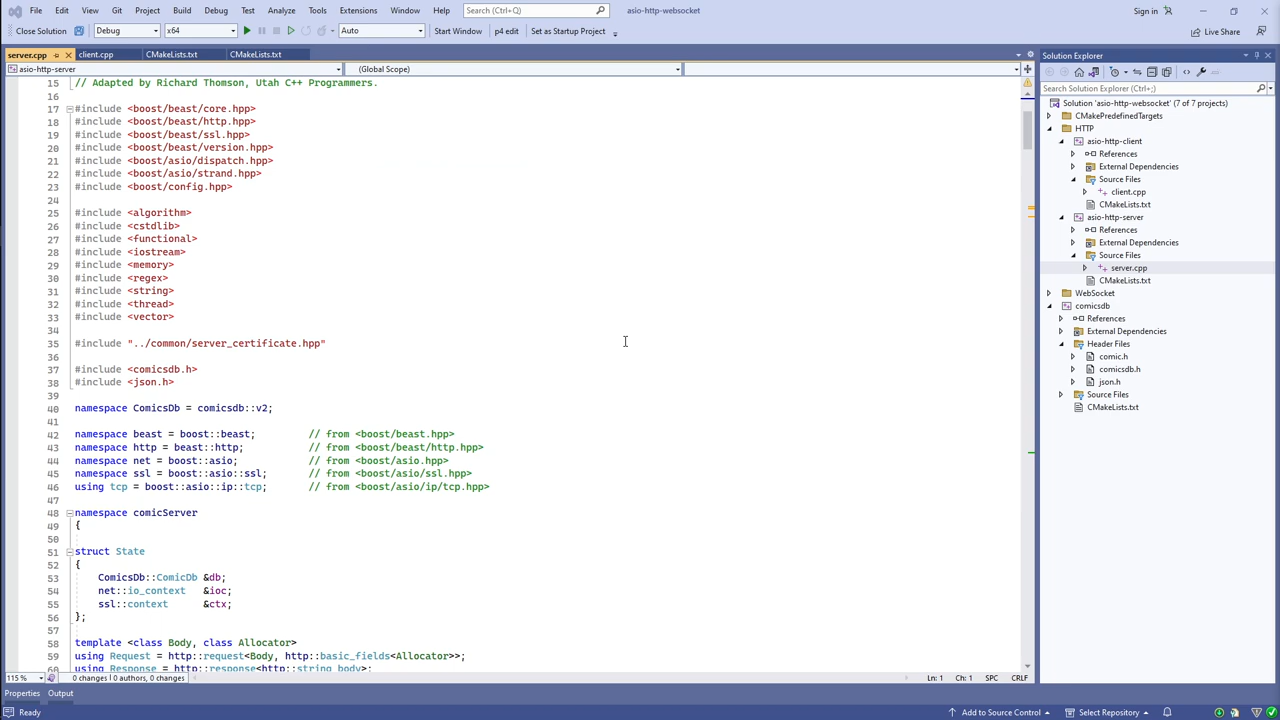 File Edit View Git Project Build Debug Test Analyze Tools Extensions Window Help Search (Ctrl+;) asio-http-websocket Sign in
Close Solution Debug x64 Auto Start Window p4 edit Set as Startup Project Live Share
server.cpp client.cpp CMakeLists.txt CMakeLists.txt
asio-http-server (Global Scope)
15 // Adapted by Richard Thomson, Utah C++ Programmers.
16
17 #include <boost/beast/core.hpp>
18 #include <boost/beast/http.hpp>
19 #include <boost/beast/ssl.hpp>
20 #include <boost/beast/version.hpp>
21 #include <boost/asio/dispatch.hpp>
22 #include <boost/asio/strand.hpp>
23 #include <boost/config.hpp>
24
25 #include <algorithm>
26 #include <cstdlib>
27 #include <functional>
28 #include <iostream>
29 #include <memory>
30 #include <regex>
31 #include <string>
32 #include <thread>
33 #include <vector>
34
35 #include "../common/server_certificate.hpp"
36
37 #include <comicsdb.h>
38 #include <json.h>
39
40 namespace ComicsDb = comicsdb::v2;
41
42 namespace beast = boost::beast; // from <boost/beast.hpp>
43 namespace http = beast::http; // from <boost/beast/http.hpp>
44 namespace net = boost::asio; // from <boost/asio.hpp>
45 namespace ssl = boost::asio::ssl; // from <boost/asio/ssl.hpp>
46 using tcp = boost::asio::ip::tcp; // from <boost/asio/ip/tcp.hpp>
47
48 namespace comicServer
49 {
50
51 struct State
52 {
53 ComicsDb::ComicDb &db;
54 net::io_context &ioc;
55 ssl::context &ctx;
56 };
57
58 template <class Body, class Allocator>
59 using Request = http::request<Body, http::basic_fields<Allocator>>;
60 using Response = http::response<http::string_body>;
115 % 0 changes | 0 authors, 0 changes Ln: 1 Ch: 1 SPC CRLF
Properties Output
Ready Add to Source Control Select Repository
Solution Explorer
Search Solution Explorer (Ctrl+;)
Solution 'asio-http-websocket' (7 of 7 projects)
CMakePredefinedTargets
HTTP
asio-http-client
References
External Dependencies
Source Files
client.cpp
CMakeLists.txt
asio-http-server
References
External Dependencies
Source Files
server.cpp
CMakeLists.txt
WebSocket
comicsdb
References
External Dependencies
Header Files
comic.h
comicsdb.h
json.h
Source Files
CMakeLists.txt